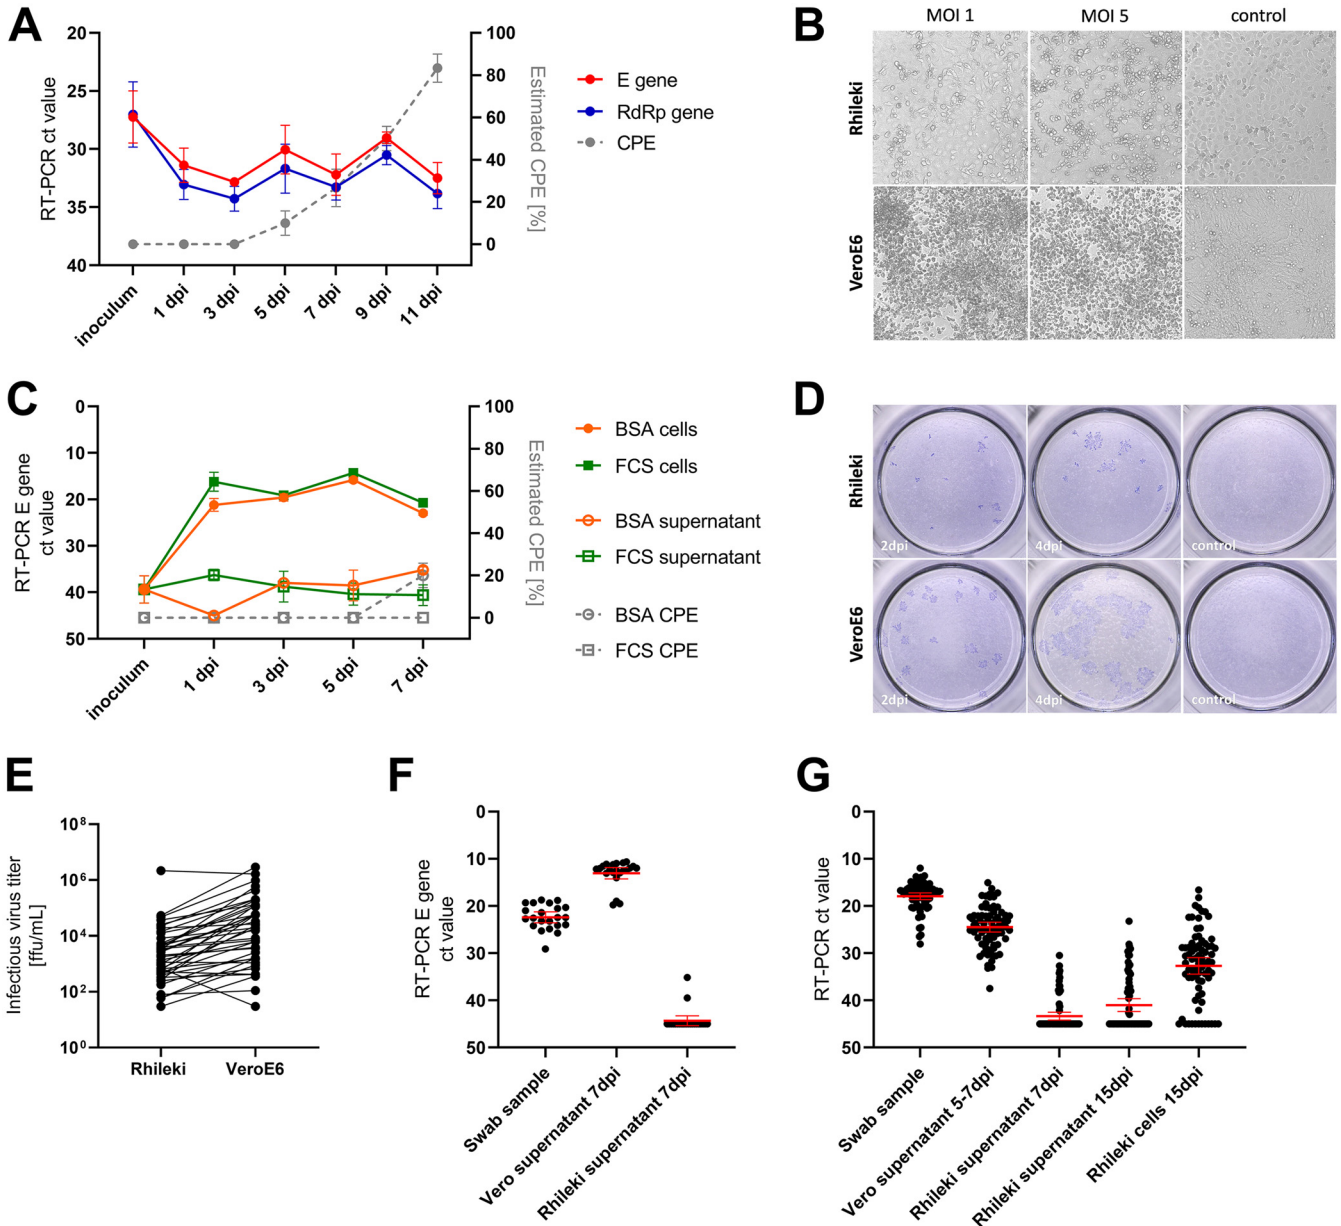 A
20
25
30
35
40
RT-PCR ct value
100
80
60
40
20
0
Estimated CPE [%]
inoculum
1 dpi
3 dpi
5 dpi
7 dpi
9 dpi
11 dpi
E gene
RdRp gene
CPE
B
MOI 1
MOI 5
control
Rhileki
VeroE6
C
0
10
20
30
40
50
RT-PCR E gene
ct value
100
80
60
40
20
0
Estimated CPE [%]
inoculum
1 dpi
3 dpi
5 dpi
7 dpi
BSA cells
FCS cells
BSA supernatant
FCS supernatant
BSA CPE
FCS CPE
D
Rhileki
2dpi
4dpi
control
VeroE6
2dpi
4dpi
control
E
10⁸
10⁶
10⁴
10²
10⁰
Infectious virus titer
[ffu/mL]
Rhileki
VeroE6
F
0
10
20
30
40
50
RT-PCR E gene
ct value
Swab sample
Vero supernatant 7dpi
Rhileki supernatant 7dpi
G
0
10
20
30
40
50
RT-PCR ct value
Swab sample
Vero supernatant 5-7dpi
Rhileki supernatant 7dpi
Rhileki supernatant 15dpi
Rhileki cells 15dpi